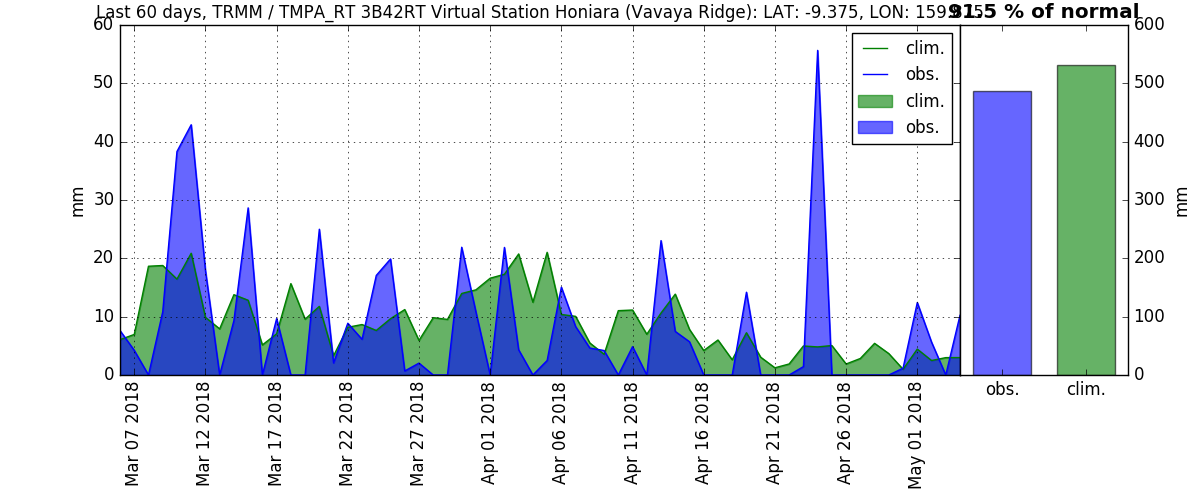 Last 60 days, TRMM / TMPA_RT 3B42RT Virtual Station Honiara (Vavaya Ridge): LAT: -9.375, LON:
91.5 % of normal
60
50
40
30
20
10
0
mm
clim.
obs.
clim.
obs.
600
500
400
300
200
100
0
mm
obs.
clim.
Mar 07 2018
Mar 12 2018
Mar 17 2018
Mar 22 2018
Mar 27 2018
Apr 01 2018
Apr 06 2018
Apr 11 2018
Apr 16 2018
Apr 21 2018
Apr 26 2018
May 01 2018